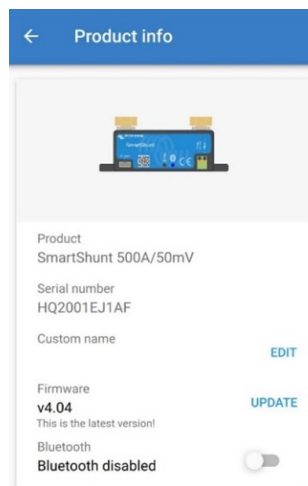 Product info
SmartShunt
Product
SmartShunt 500A/50mV
Serial number
HQ2001EJ1AF
Custom name
EDIT
Firmware
v4.04
UPDATE
This is the latest version!
Bluetooth
Bluetooth disabled